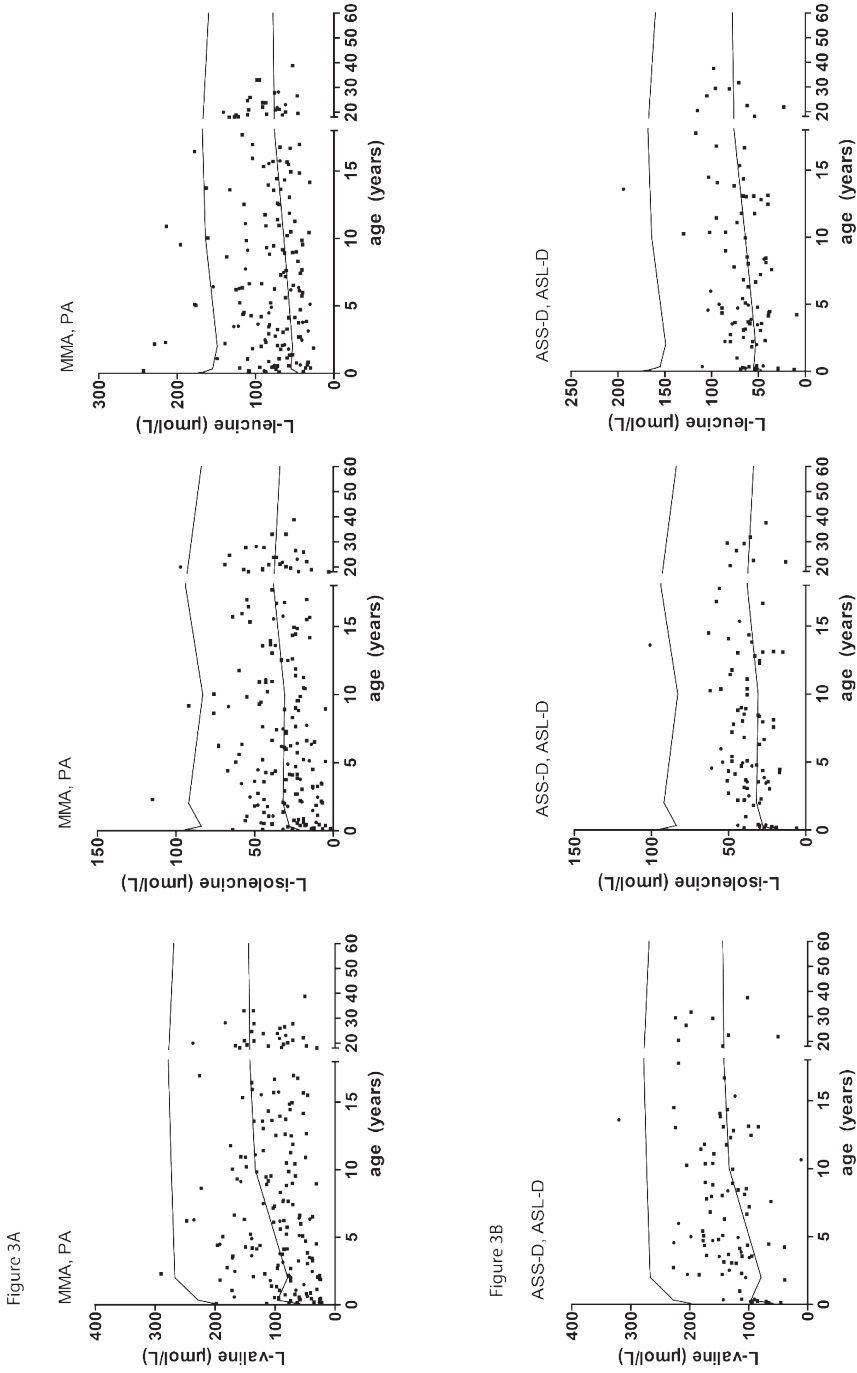 Figure 3A
MMA, PA
400
300
200
100
0
L-valine (µmol/L)
0 5 10 15 20 30 40 50 60
age (years)
MMA, PA
150
100
50
0
L-isoleucine (µmol/L)
0 5 10 15 20 30 40 50 60
age (years)
MMA, PA
300
200
100
0
L-leucine (µmol/L)
0 5 10 15 20 30 40 50 60
age (years)
Figure 3B
ASS-D, ASL-D
400
300
200
100
0
L-valine (µmol/L)
0 5 10 15 20 30 40 50 60
age (years)
ASS-D, ASL-D
150
100
50
0
L-isoleucine (µmol/L)
0 5 10 15 20 30 40 50 60
age (years)
ASS-D, ASL-D
250
200
150
100
50
0
L-leucine (µmol/L)
0 5 10 15 20 30 40 50 60
age (years)